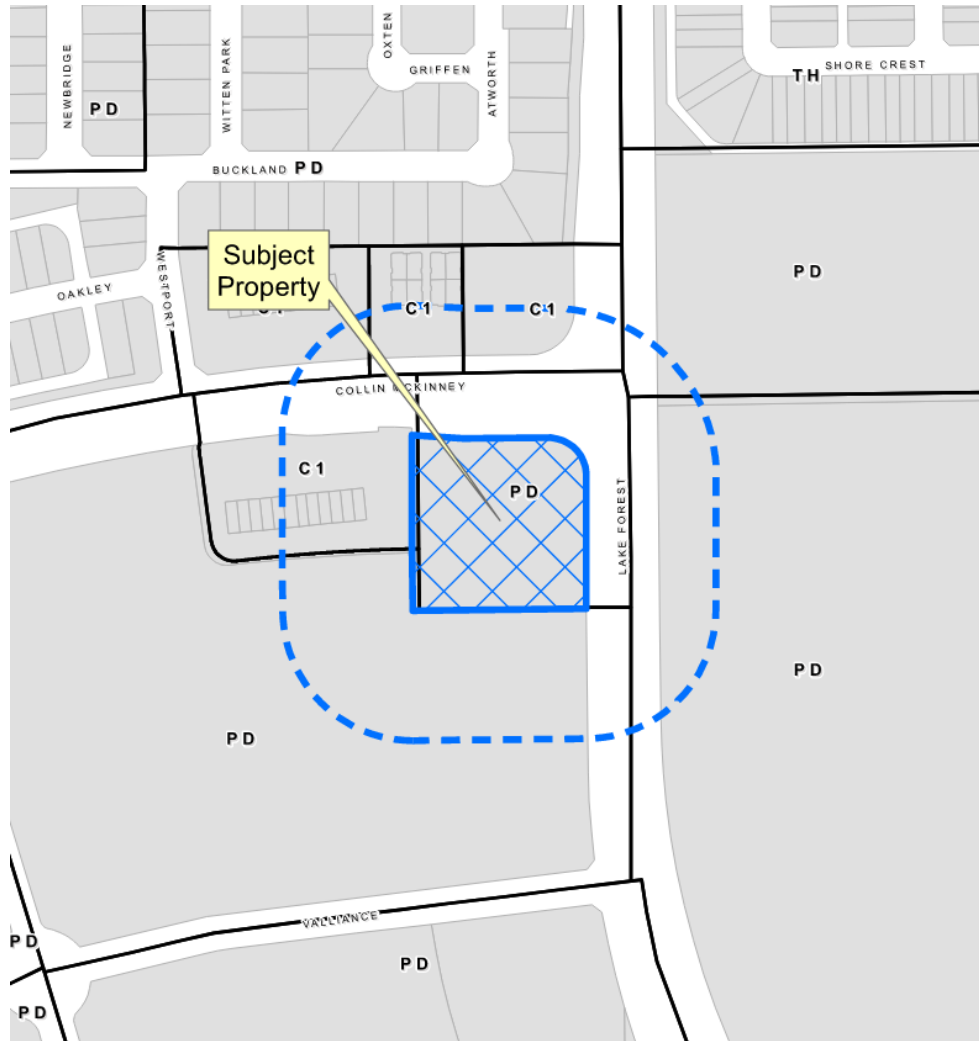 NEWBRIDGE
WITTEN PARK
OXTEN
GRIFFEN
ATWORTH
SHORE CREST
TH
PD
BUCKLAND
PD
Subject
Property
PD
WESTPORT
OAKLEY
C1
C1
C1
COLLIN MCKINNEY
C1
PD
LAKE FOREST
PD
PD
VALLIANCE
PD
PD
PD